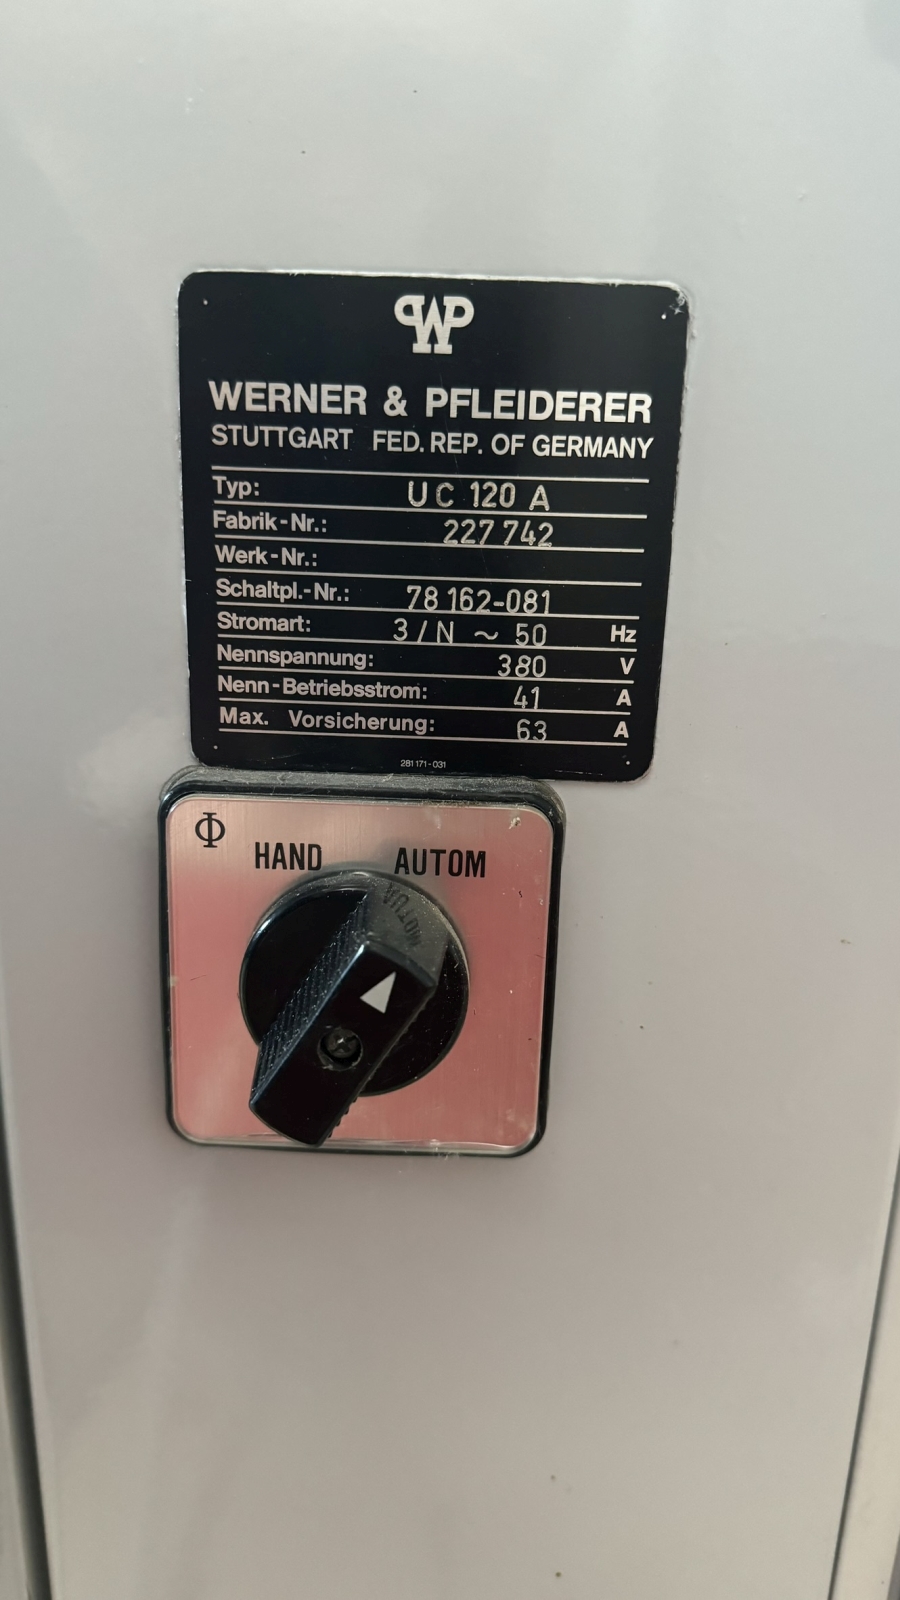 WP
WERNER & PFLEIDERER
STUTTGART FED. REP. OF GERMANY
Typ: UC 120 A
Fabrik-Nr.: 227 742
Werk-Nr.:
Schaltpl.-Nr.: 78 162-081
Stromart: 3/N ~ 50 Hz
Nennspannung: 380 V
Nenn-Betriebsstrom: 41 A
Max. Vorsicherung: 63 A
281 171-031
Φ
HAND AUTOM